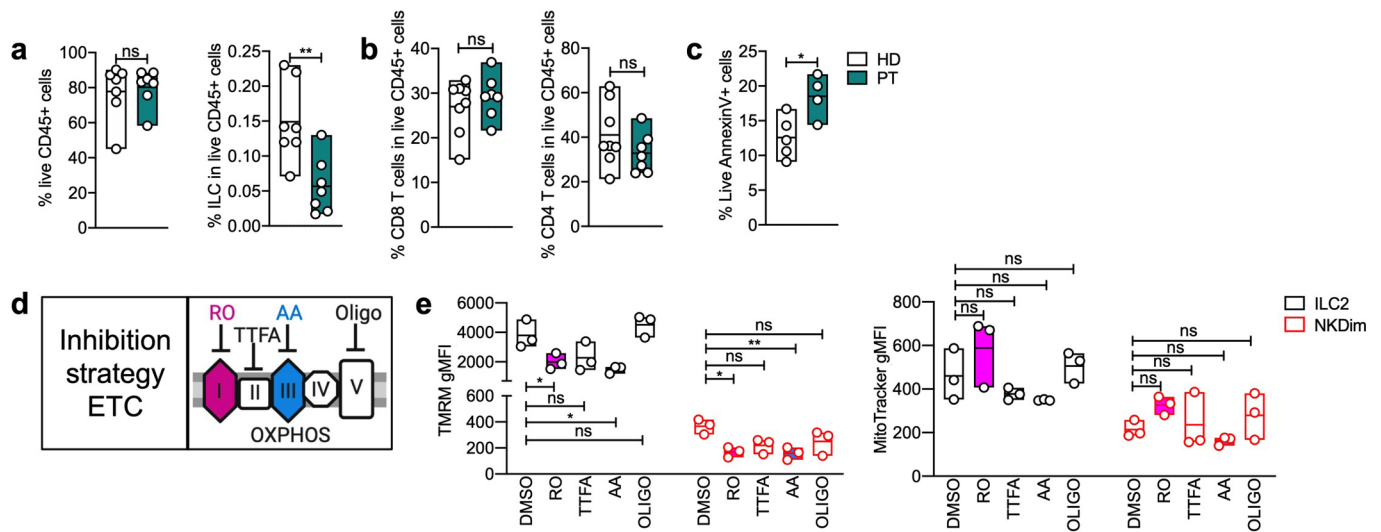 a
% live CD45+ cells
100
80
60
40
20
0
ns
% ILC in live CD45+ cells
0.25
0.20
0.15
0.10
0.05
0.00
**
b
% CD8 T cells in live CD45+ cells
40
30
20
10
0
ns
% CD4 T cells in live CD45+ cells
80
60
40
20
0
ns
c
% Live AnnexinV+ cells
25
20
15
10
5
0
*
HD
PT
d
Inhibition
strategy
ETC
RO
AA
Oligo
TTFA
I
II
III
IV
V
OXPHOS
e
TMRM gMFI
6000
4000
2000
600
400
200
0
*
ns
*
ns
ns
**
ns
*
DMSO
RO
TTFA
AA
OLIGO
DMSO
RO
TTFA
AA
OLIGO
MitoTracker gMFI
800
600
400
200
0
ns
ns
ns
ns
ns
ns
ns
ns
DMSO
RO
TTFA
AA
OLIGO
DMSO
RO
TTFA
AA
OLIGO
ILC2
NKDim